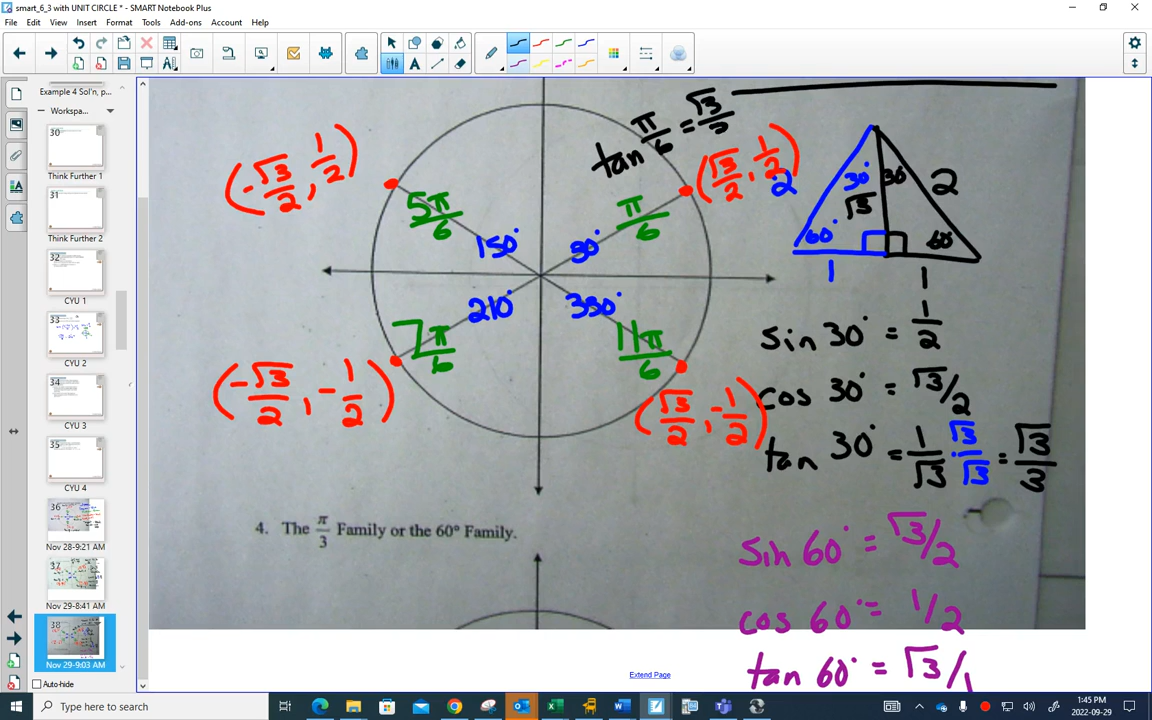 smart_6_3 with UNIT CIRCLE * - SMART Notebook Plus
File Edit View Insert Format Tools Add-ons Account Help
Example 4 Sol'n, p...
Workspa...
30
Think Further 1
31
Think Further 2
32
CYU 1
33
CYU 2
34
CYU 3
35
CYU 4
36
Nov 28-9:21 AM
37
Nov 29-8:41 AM
38
Nov 29-9:03 AM
Auto-hide
tan π/6 = √3/3
(-√3/2, 1/2)
(√3/2, 1/2)
5π/6
π/6
150°
30°
210°
330°
7π/6
11π/6
(-√3/2, -1/2)
(√3/2, -1/2)
2
30°
30°
2
√3
60°
60°
1
1
sin 30° = 1/2
cos 30° = √3/2
tan 30° = 1/√3 · √3/√3 = √3/3
4. The π/3 Family or the 60° Family.
sin 60° = √3/2
cos 60° = 1/2
tan 60° = √3/1
Extend Page
Type here to search
1:45 PM
2022-09-29